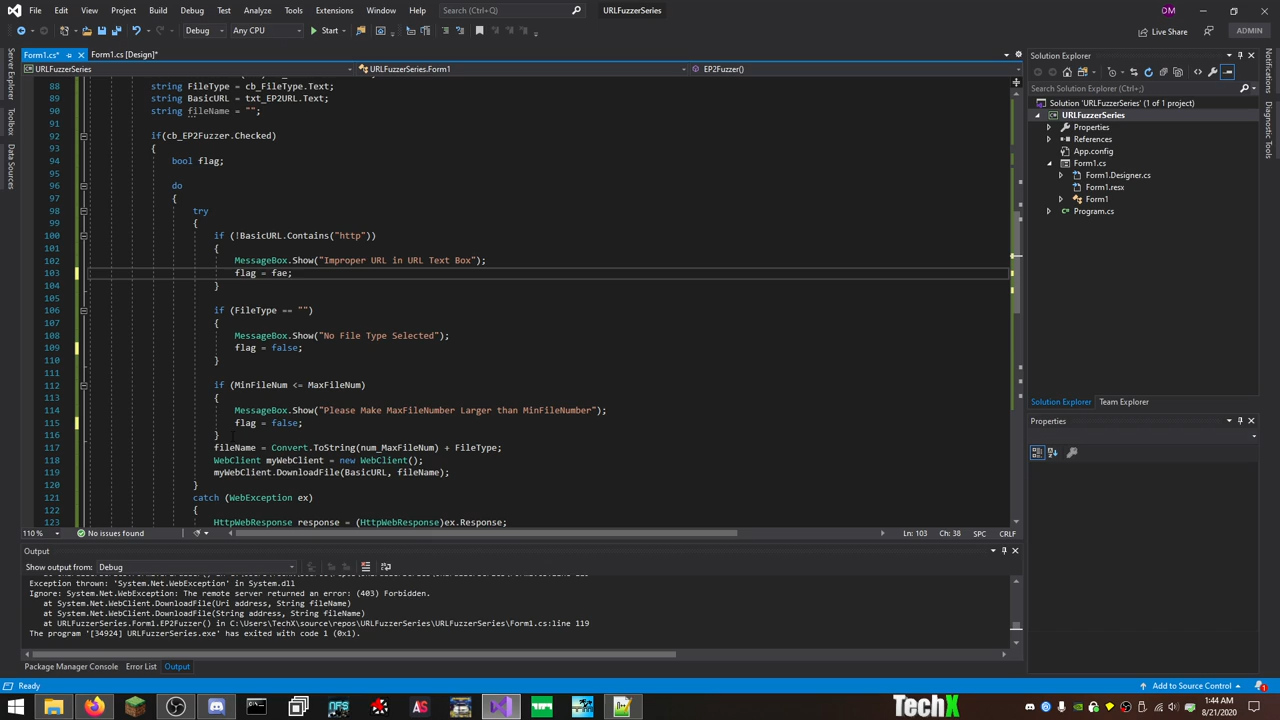 File Edit View Project Build Debug Test Analyze Tools Extensions Window Help Search (Ctrl+Q) URLFuzzerSeries DM
Debug Any CPU Start Live Share ADMIN
Form1.cs* Form1.cs [Design]*
URLFuzzerSeries URLFuzzerSeries.Form1 EP2Fuzzer()
Server Explorer
Toolbox
Data Sources
88 string FileType = cb_FileType.Text;
89 string BasicURL = txt_EP2URL.Text;
90 string fileName = "";
91
92 if(cb_EP2Fuzzer.Checked)
93 {
94 bool flag;
95
96 do
97 {
98 try
99 {
100 if (!BasicURL.Contains("http"))
101 {
102 MessageBox.Show("Improper URL in URL Text Box");
103 flag = fae;
104 }
105
106 if (FileType == "")
107 {
108 MessageBox.Show("No File Type Selected");
109 flag = false;
110 }
111
112 if (MinFileNum <= MaxFileNum)
113 {
114 MessageBox.Show("Please Make MaxFileNumber Larger than MinFileNumber");
115 flag = false;
116 }
117 fileName = Convert.ToString(num_MaxFileNum) + FileType;
118 WebClient myWebClient = new WebClient();
119 myWebClient.DownloadFile(BasicURL, fileName);
120 }
121 catch (WebException ex)
122 {
123 HttpWebResponse response = (HttpWebResponse)ex.Response;
110 % No issues found Ln: 103 Ch: 38 SPC CRLF
Output
Show output from: Debug
Exception thrown: 'System.Net.WebException' in System.dll
Ignore: System.Net.WebException: The remote server returned an error: (403) Forbidden.
at System.Net.WebClient.DownloadFile(Uri address, String fileName)
at System.Net.WebClient.DownloadFile(String address, String fileName)
at URLFuzzerSeries.Form1.EP2Fuzzer() in C:\Users\TechX\source\repos\URLFuzzerSeries\URLFuzzerSeries\Form1.cs:line 119
The program '[34924] URLFuzzerSeries.exe' has exited with code 1 (0x1).
Package Manager Console Error List Output
Solution Explorer
Search Solution Explorer (Ctrl+;)
Solution 'URLFuzzerSeries' (1 of 1 project)
URLFuzzerSeries
Properties
References
App.config
Form1.cs
Form1.Designer.cs
Form1.resx
Form1
Program.cs
Solution Explorer Team Explorer
Properties
Notifications
Diagnostic Tools
Ready Add to Source Control 1
AS TechX 1:44 AM
8/21/2020